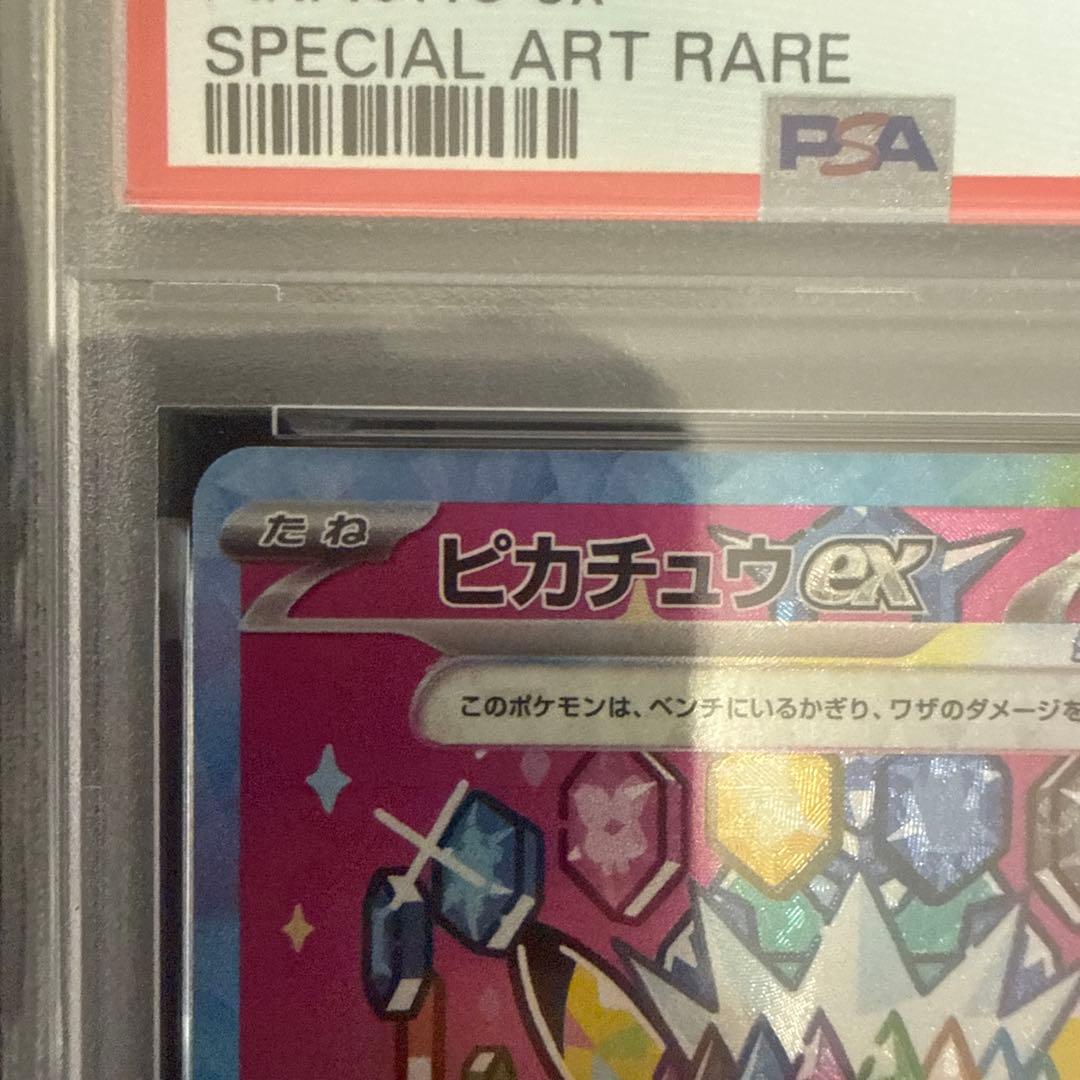 SPECIAL ART RARE
PSA
たね
ピカチュウex
このポケモンは、ベンチにいるかぎり、ワザのダメージを